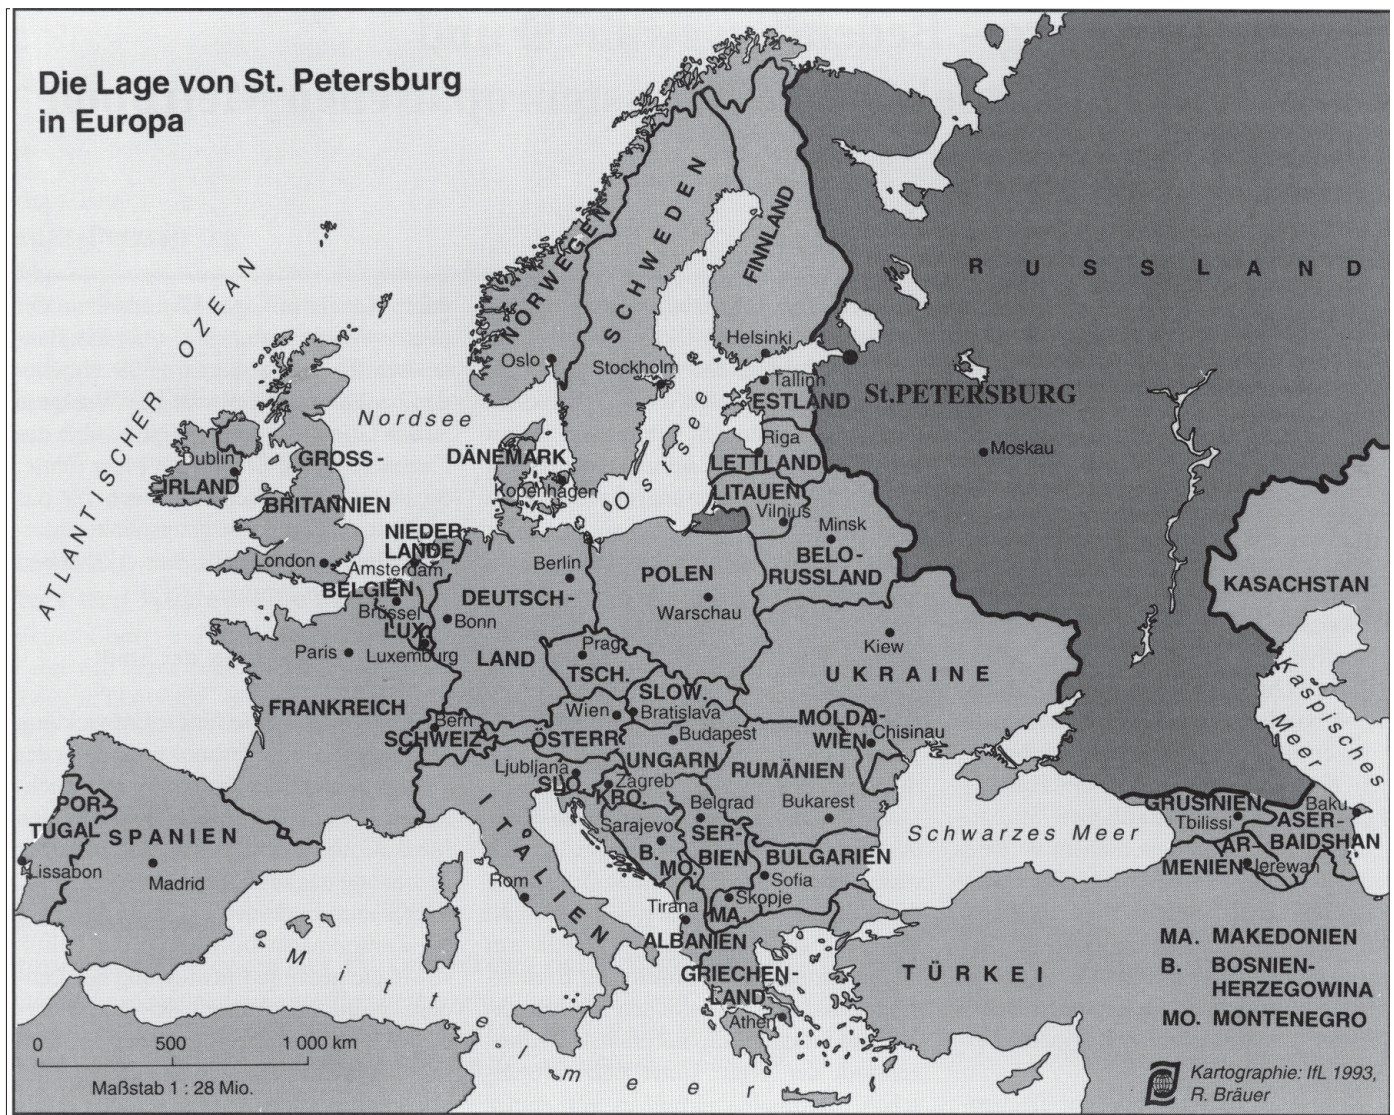 Die Lage von St. Petersburg
in Europa
ATLANTISCHER OZEAN
NORWEGEN
SCHWEDEN
FINNLAND
RUSSLAND
Helsinki
Oslo
Stockholm
Tallinn
ESTLAND
St.PETERSBURG
Nordsee
Ostsee
Riga
LETTLAND
Moskau
Dublin
IRLAND
GROSS-
BRITANNIEN
DÄNEMARK
Kopenhagen
LITAUEN
Vilnius
Minsk
BELO-
RUSSLAND
NIEDER-
LANDE
London
Amsterdam
Berlin
POLEN
Warschau
KASACHSTAN
BELGIEN
Brüssel
DEUTSCH-
LAND
Bonn
LUX.
Luxemburg
Paris
Prag
TSCH.
Kiew
UKRAINE
FRANKREICH
SLOW.
Bratislava
Wien
Bern
SCHWEIZ
ÖSTERR.
Budapest
UNGARN
MOLDA-
WIEN
Chisinau
RUMÄNIEN
Kaspisches
Meer
Ljubljana
SLO.
Zagreb
KRO.
Belgrad
Bukarest
POR-
TUGAL
SPANIEN
Lissabon
Madrid
ITALIEN
Rom
Sarajevo
B.
MO.
SER-
BIEN
BULGARIEN
Sofia
Schwarzes Meer
GRUSINIEN
Tbilissi
Baku
ASER-
BAIDSHAN
AR-
MENIEN
Jerewan
Tirana
Skopje
MA.
ALBANIEN
GRIECHEN-
LAND
Athen
TÜRKEI
Mittelmeer
MA. MAKEDONIEN
B. BOSNIEN-
HERZEGOWINA
MO. MONTENEGRO
0 500 1 000 km
Maßstab 1 : 28 Mio.
Kartographie: IfL 1993,
R. Bräuer